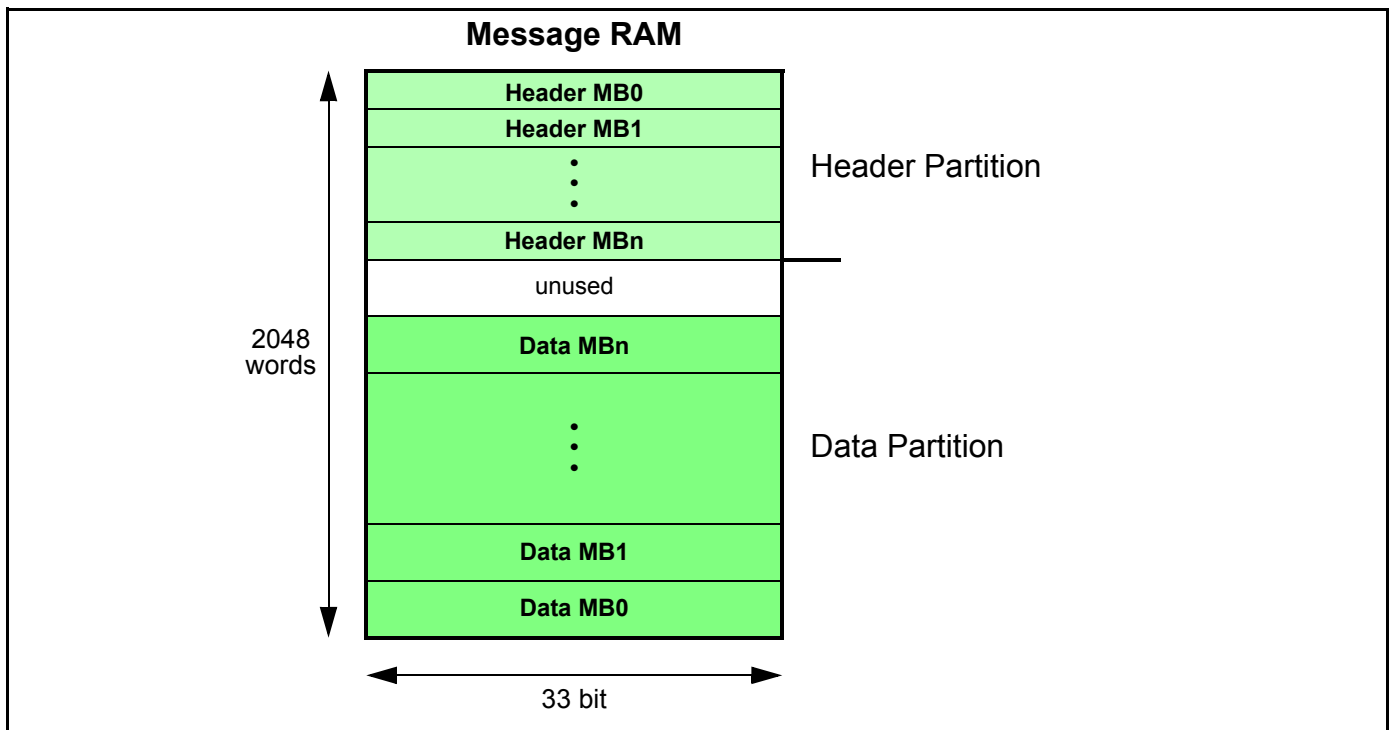 Message RAM
Header MB0
Header MB1
Header Partition
Header MBn
unused
2048
words
Data MBn
Data Partition
Data MB1
Data MB0
33 bit